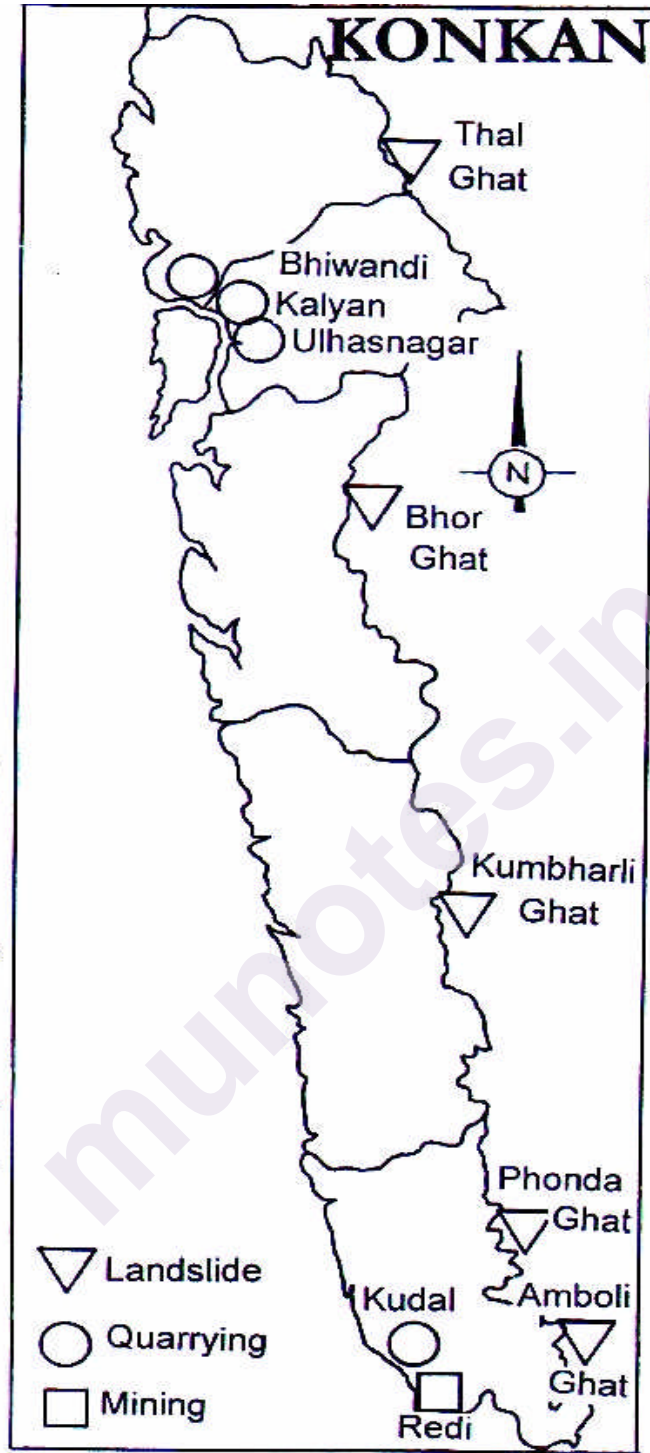 KONKAN
Thal
Ghat
Bhiwandi
Kalyan
Ulhasnagar
N
Bhor
Ghat
Kumbharli
Ghat
Phonda
Ghat
Landslide
Kudal
Amboli
Quarrying
Ghat
Mining
Redi
munotes.in